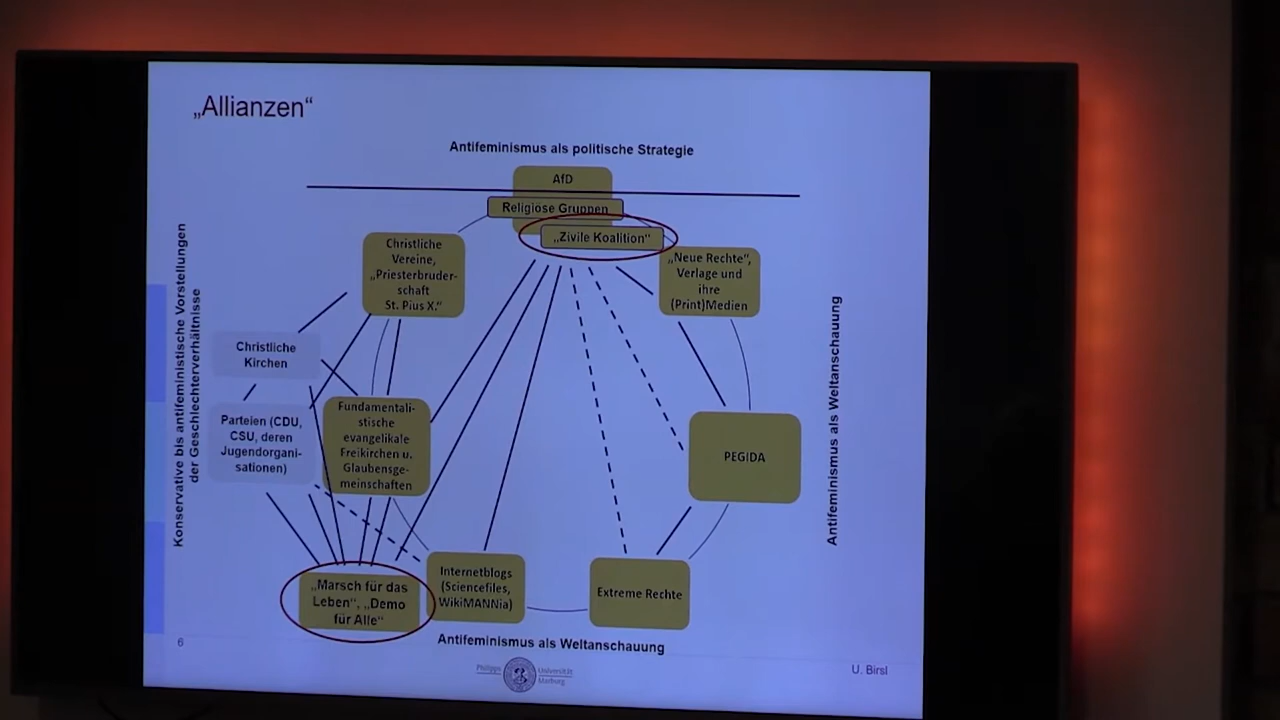 „Allianzen“
Antifeminismus als politische Strategie
AfD
Religiöse Gruppen
„Zivile Koalition“
Christliche
Vereine,
„Priesterbruder-
schaft
St. Pius X.“
„Neue Rechte“,
Verlage und
ihre
(Print)Medien
Konservative bis antifeministische Vorstellungen
der Geschlechterverhältnisse
Christliche
Kirchen
Parteien (CDU,
CSU, deren
Jugendorgani-
sationen)
Fundamentali-
stische
evangelikale
Freikirchen u.
Glaubensge-
meinschaften
PEGIDA
Antifeminismus als Weltanschauung
„Marsch für das
Leben“, „Demo
für Alle“
Internetblogs
(Sciencefiles,
WikiMANNia)
Extreme Rechte
Antifeminismus als Weltanschauung
6
Philipps
Universität
Marburg
U. Birsl